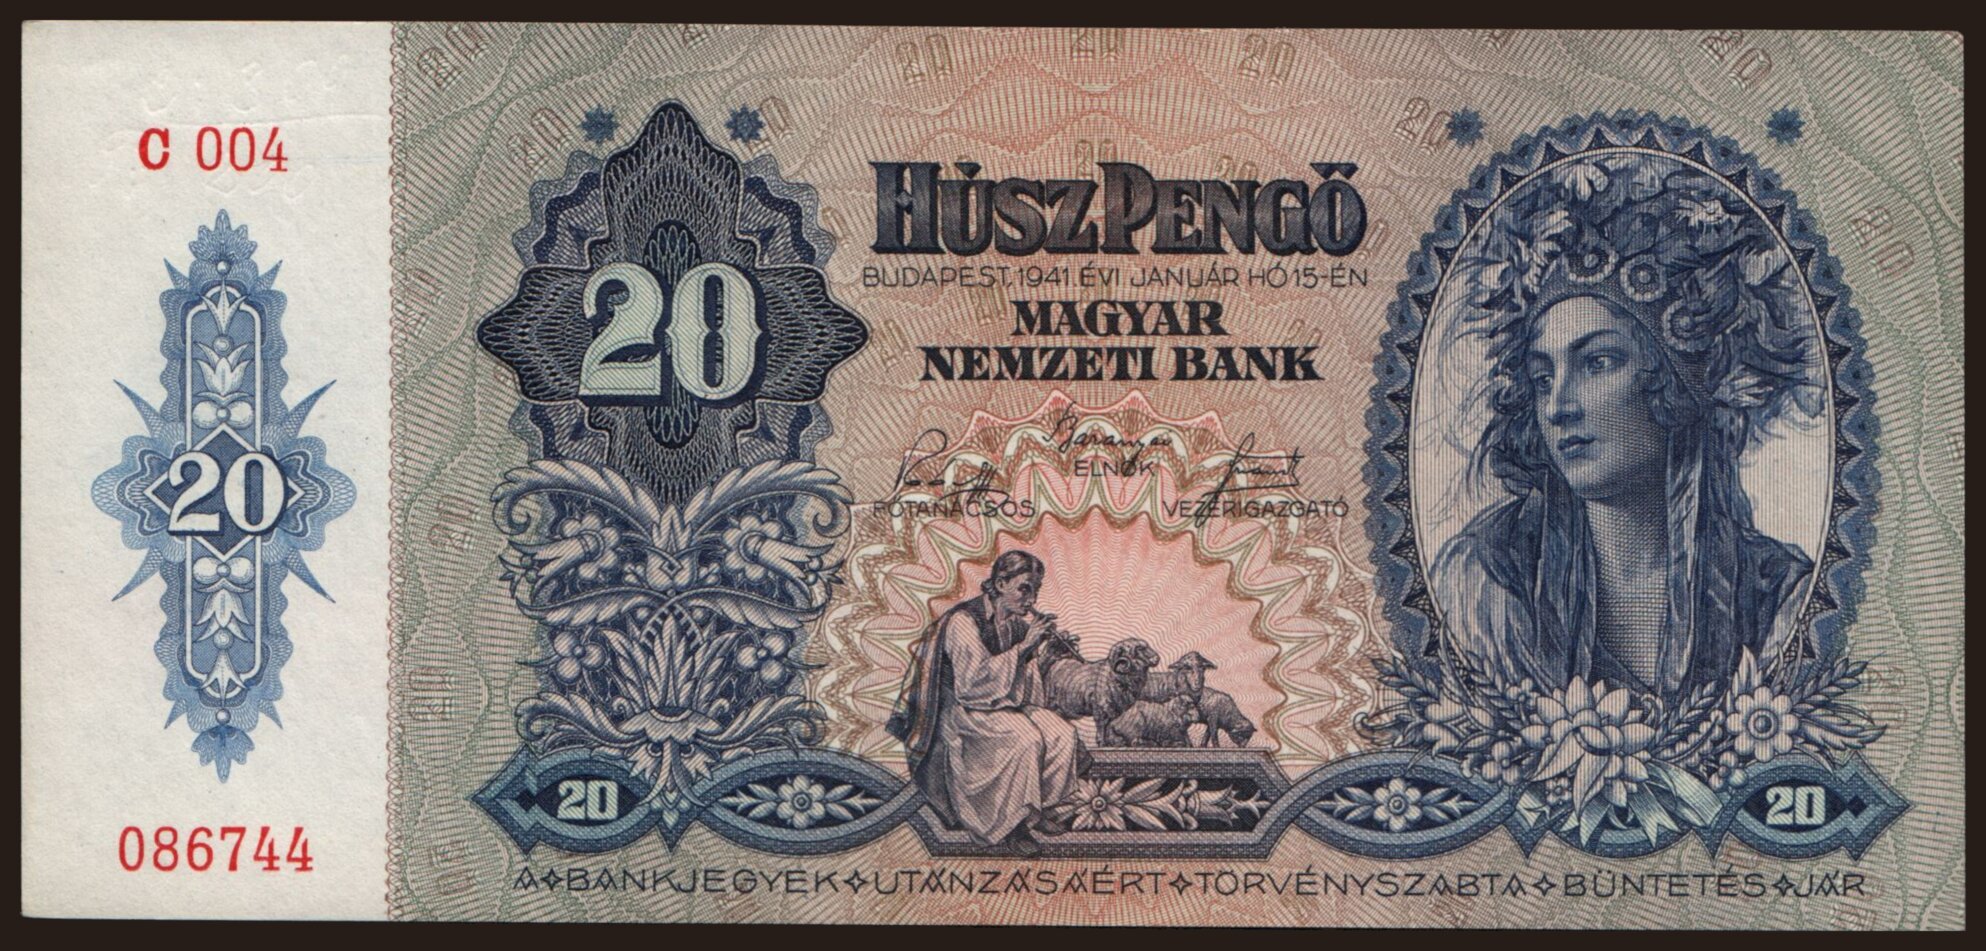 C 004
20
086744
20
HÚSZ PENGŐ
BUDAPEST, 1941. ÉVI JANUÁR HÓ 15-ÉN
MAGYAR
NEMZETI BANK
Baranyai
ELNÖK
FŐTANÁCSOS
VEZÉRIGAZGATÓ
20
20
A BANKJEGYEK UTÁNZÁSÁÉRT TÖRVÉNYSZABTA BÜNTETÉS JÁR